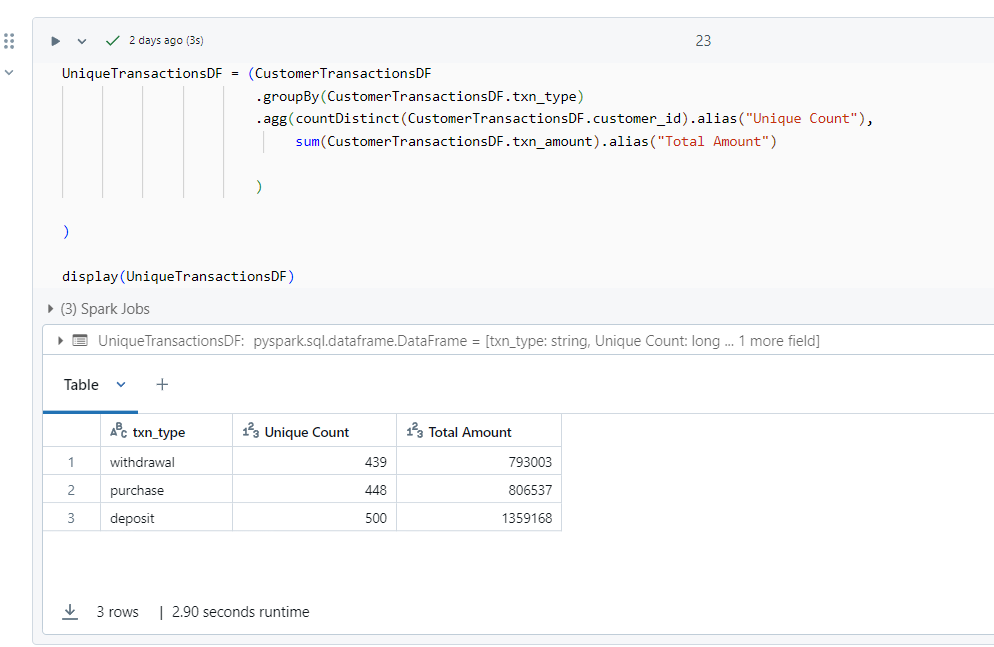 2 days ago (3s)
23
UniqueTransactionsDF = (CustomerTransactionsDF
.groupBy(CustomerTransactionsDF.txn_type)
.agg(countDistinct(CustomerTransactionsDF.customer_id).alias("Unique Count"),
sum(CustomerTransactionsDF.txn_amount).alias("Total Amount")
)
)
display(UniqueTransactionsDF)
(3) Spark Jobs
UniqueTransactionsDF: pyspark.sql.dataframe.DataFrame = [txn_type: string, Unique Count: long ... 1 more field]
Table +
ABC txn_type 123 Unique Count 123 Total Amount
1 withdrawal 439 793003
2 purchase 448 806537
3 deposit 500 1359168
3 rows | 2.90 seconds runtime